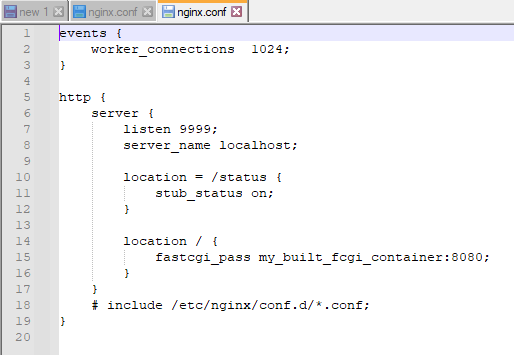 new 1 nginx.conf nginx.conf
1 events {
2     worker_connections  1024;
3 }
4
5 http {
6     server {
7         listen 9999;
8         server_name localhost;
9
10         location = /status {
11             stub_status on;
12         }
13
14         location / {
15             fastcgi_pass my_built_fcgi_container:8080;
16         }
17     }
18     # include /etc/nginx/conf.d/*.conf;
19 }
20